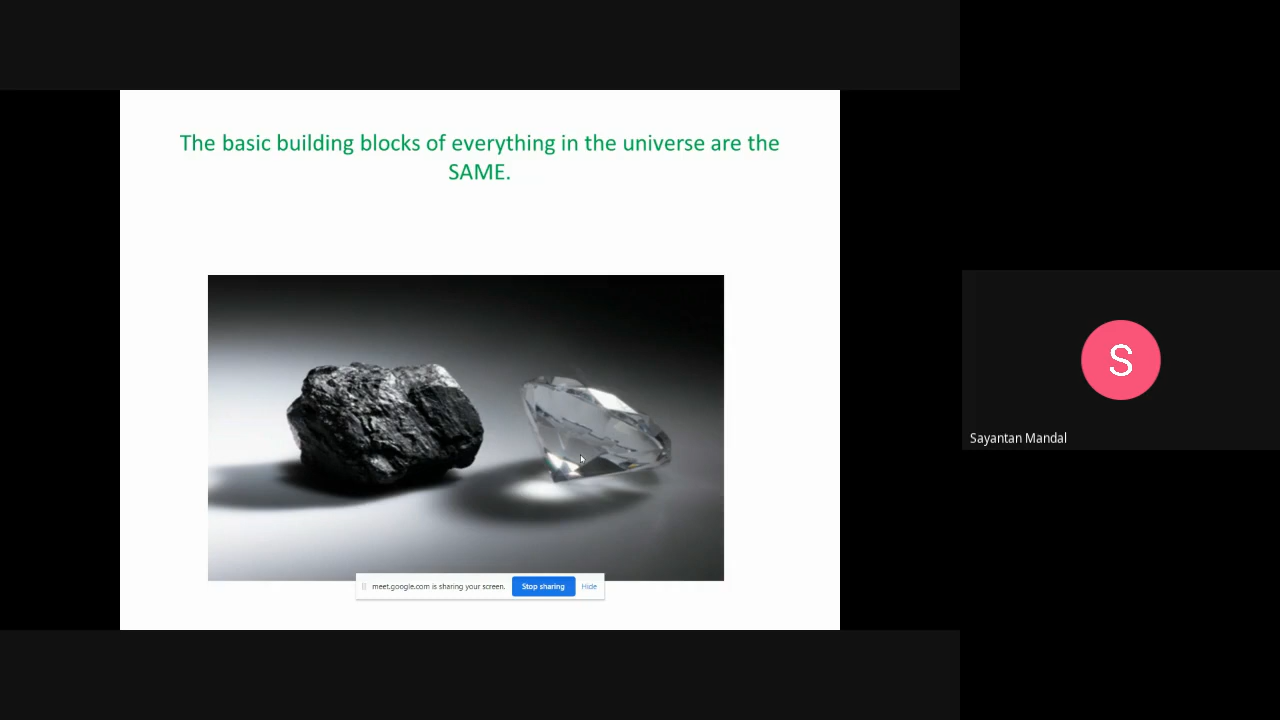 The basic building blocks of everything in the universe are the
SAME.
S
Sayantan Mandal
meet.google.com is sharing your screen. Stop sharing Hide